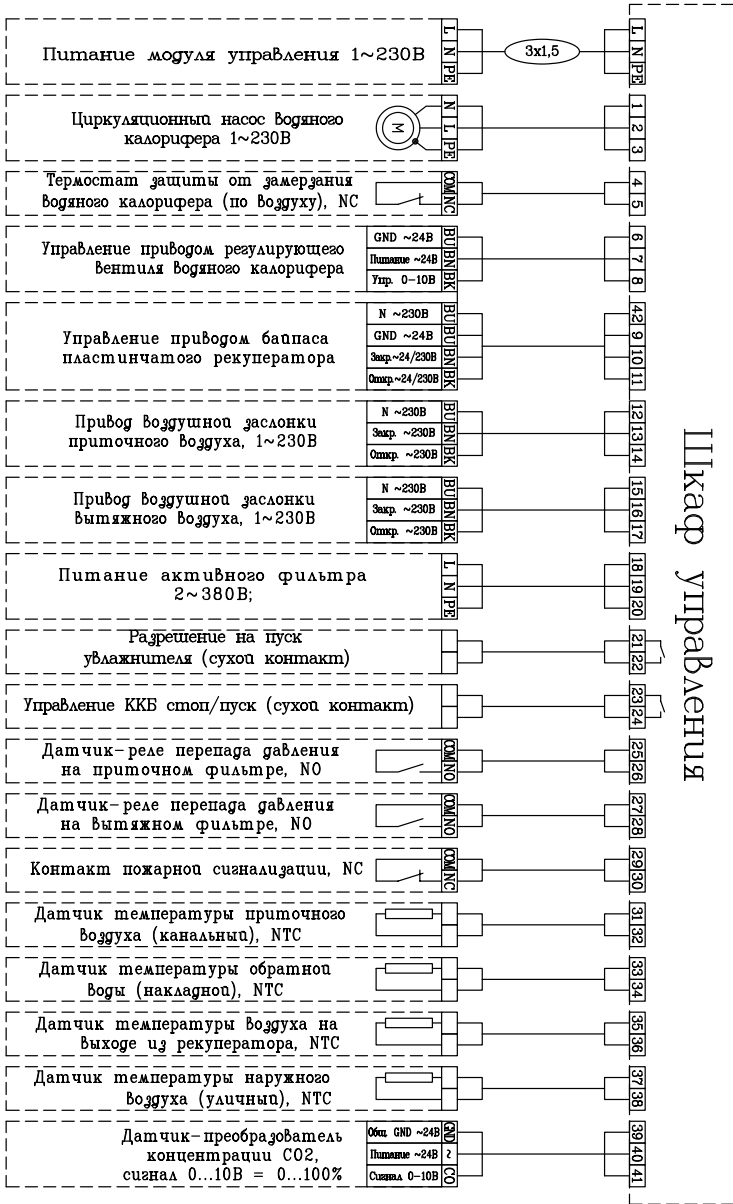 Питание модуля управления 1~230В
L
N
PE
3x1,5
L
N
PE
Циркуляционный насос водяного
калорифера 1~230В
M
N
L
PE
1
2
3
Термостат защиты от замерзания
водяного калорифера (по воздуху), NC
COM
NC
4
5
Управление приводом регулирующего
вентиля водяного калорифера
GND ~24В
Питание ~24В
Упр. 0-10В
BU
BN
BK
6
7
8
Управление приводом байпаса
пластинчатого рекуператора
N ~230В
GND ~24В
Закр.~24/230В
Откр.~24/230В
BU
BU
BN
BK
42
9
10
11
Привод воздушной заслонки
приточного воздуха, 1~230В
N ~230В
Закр. ~230В
Откр. ~230В
BU
BN
BK
12
13
14
Привод воздушной заслонки
вытяжного воздуха, 1~230В
N ~230В
Закр. ~230В
Откр. ~230В
BU
BN
BK
15
16
17
Питание активного фильтра
2~380В;
L
N
PE
18
19
20
Разрешение на пуск
увлажнителя (сухой контакт)
21
22
Управление ККБ стоп/пуск (сухой контакт)
23
24
Датчик-реле перепада давления
на приточном фильтре, NO
COM
NO
25
26
Датчик-реле перепада давления
на вытяжном фильтре, NO
COM
NO
27
28
Контакт пожарной сигнализации, NC
COM
NC
29
30
Датчик температуры приточного
воздуха (канальный), NTC
31
32
Датчик температуры обратной
воды (накладной), NTC
33
34
Датчик температуры воздуха на
выходе из рекуператора, NTC
35
36
Датчик температуры наружного
воздуха (уличный), NTC
37
38
Датчик-преобразователь
концентрации CO2,
сигнал 0...10В = 0...100%
Общ. GND ~24В
Питание ~24В
Сигнал 0-10В
GND
~
CO
39
40
41
Шкаф управления